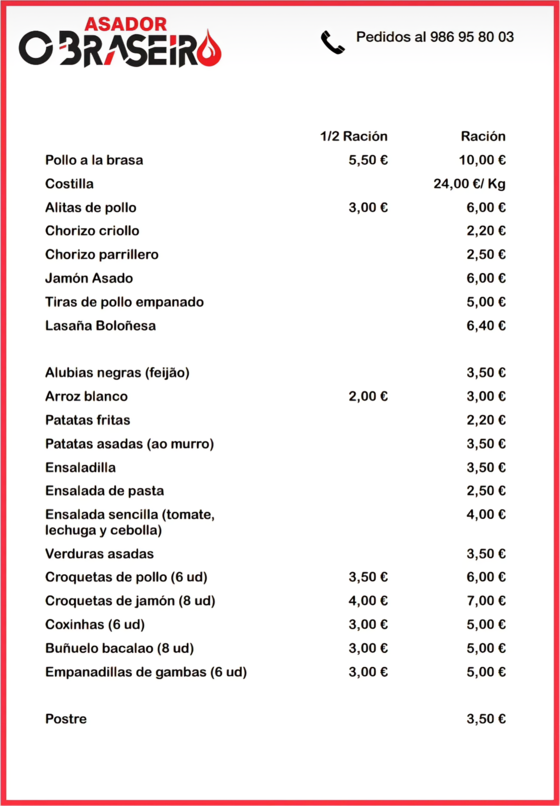 ASADOR
O BRASEIRO
Pedidos al 986 95 80 03
1/2 Ración Ración
Pollo a la brasa 5,50 € 10,00 €
Costilla 24,00 €/ Kg
Alitas de pollo 3,00 € 6,00 €
Chorizo criollo 2,20 €
Chorizo parrillero 2,50 €
Jamón Asado 6,00 €
Tiras de pollo empanado 5,00 €
Lasaña Boloñesa 6,40 €
Alubias negras (feijão) 3,50 €
Arroz blanco 2,00 € 3,00 €
Patatas fritas 2,20 €
Patatas asadas (ao murro) 3,50 €
Ensaladilla 3,50 €
Ensalada de pasta 2,50 €
Ensalada sencilla (tomate, 4,00 €
lechuga y cebolla)
Verduras asadas 3,50 €
Croquetas de pollo (6 ud) 3,50 € 6,00 €
Croquetas de jamón (8 ud) 4,00 € 7,00 €
Coxinhas (6 ud) 3,00 € 5,00 €
Buñuelo bacalao (8 ud) 3,00 € 5,00 €
Empanadillas de gambas (6 ud) 3,00 € 5,00 €
Postre 3,50 €